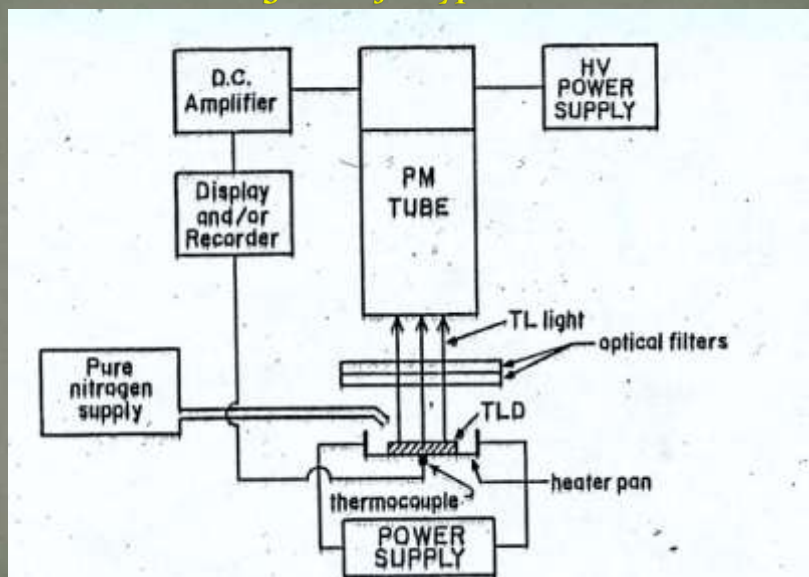 D.C.
Amplifier
HV
POWER
SUPPLY
PM
TUBE
Display
and/or
Recorder
TL light
optical filters
Pure
nitrogen
supply
TLD
heater pan
thermocouple
POWER
SUPPLY